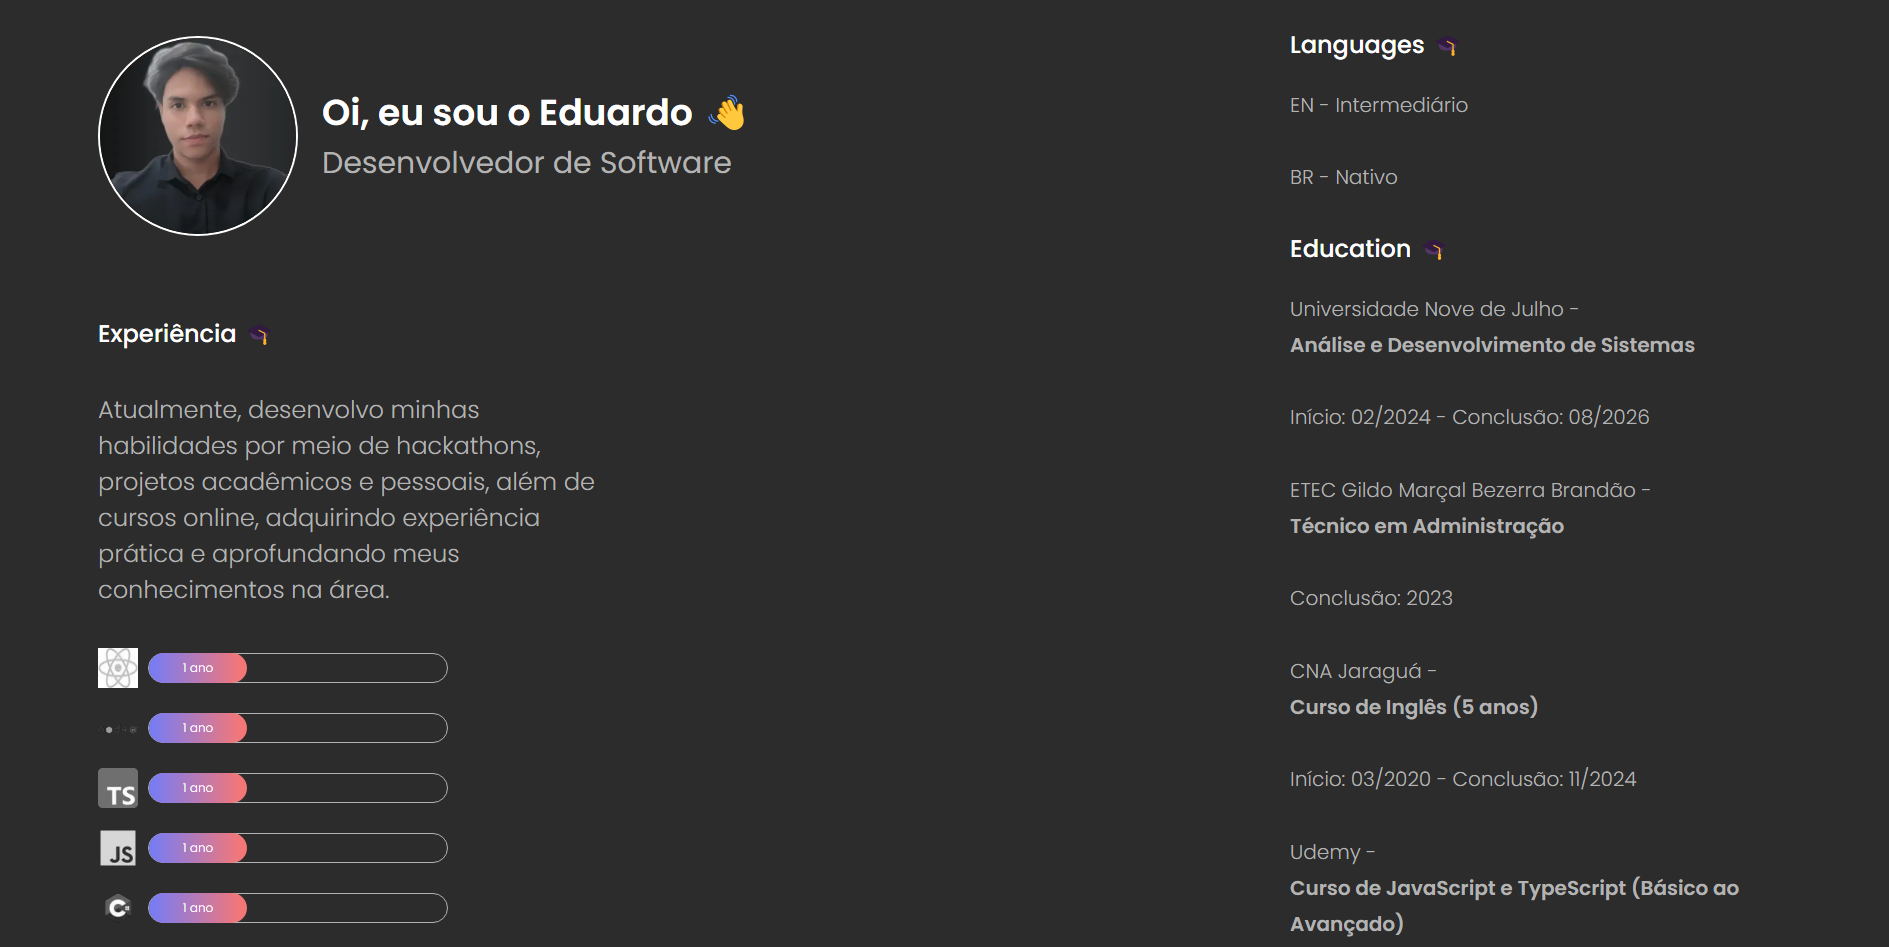 Oi, eu sou o Eduardo 👋
Desenvolvedor de Software
Experiência 🎓
Atualmente, desenvolvo minhas
habilidades por meio de hackathons,
projetos acadêmicos e pessoais, além de
cursos online, adquirindo experiência
prática e aprofundando meus
conhecimentos na área.
1 ano
1 ano
TS 1 ano
JS 1 ano
C# 1 ano
Languages 🎓
EN - Intermediário
BR - Nativo
Education 🎓
Universidade Nove de Julho -
Análise e Desenvolvimento de Sistemas
Início: 02/2024 - Conclusão: 08/2026
ETEC Gildo Marçal Bezerra Brandão -
Técnico em Administração
Conclusão: 2023
CNA Jaraguá -
Curso de Inglês (5 anos)
Início: 03/2020 - Conclusão: 11/2024
Udemy -
Curso de JavaScript e TypeScript (Básico ao
Avançado)